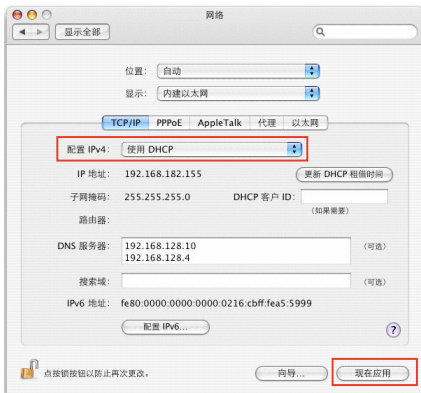 网络
显示全部
位置: 自动
显示: 内建以太网
TCP/IP PPPoE AppleTalk 代理 以太网
配置 IPv4: 使用 DHCP
IP 地址: 192.168.182.155 更新 DHCP 租借时间
子网掩码: 255.255.255.0 DHCP 客户 ID:
(如果需要)
路由器:
DNS 服务器: 192.168.128.10 (可选)
192.168.128.4
搜索域: (可选)
IPv6 地址: fe80:0000:0000:0000:0216:cbff:fea5:5999
配置 IPv6... ?
点按锁按钮以防止再次更改。 向导... 现在应用